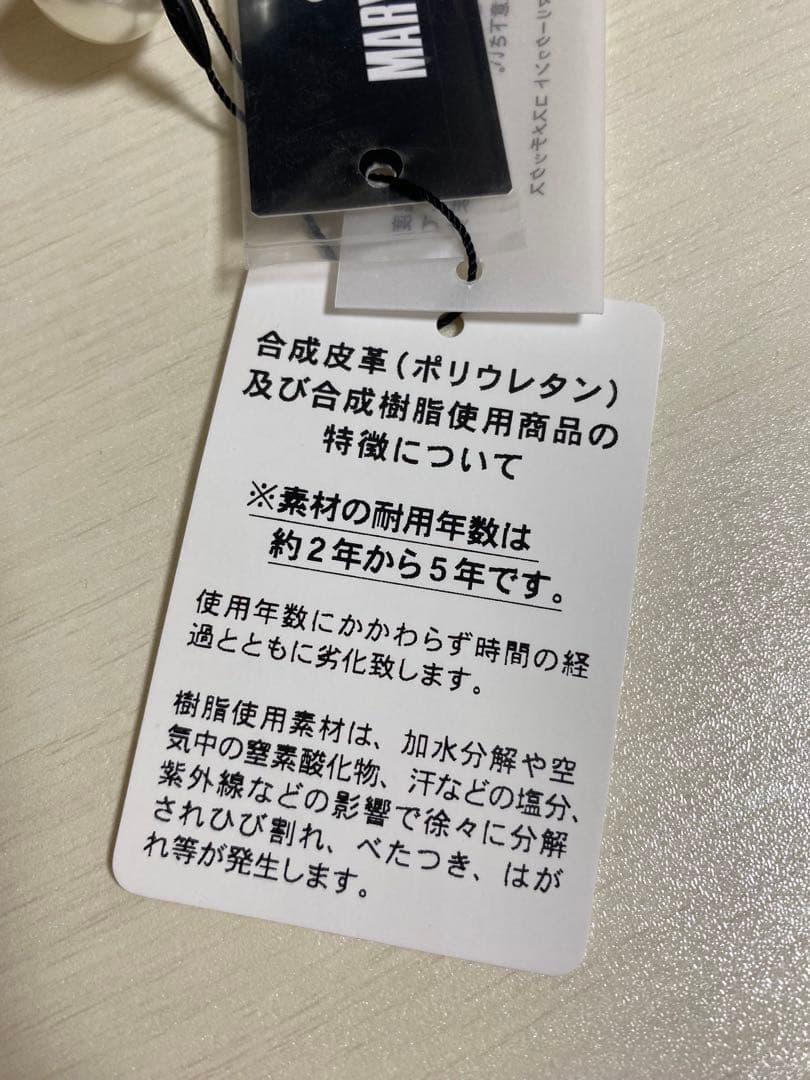 MARY
合成皮革(ポリウレタン)
及び合成樹脂使用商品の
特徴について
※素材の耐用年数は
約2年から5年です。
使用年数にかかわらず時間の経
過とともに劣化致します。
樹脂使用素材は、加水分解や空
気中の窒素酸化物、汗などの塩分、
紫外線などの影響で徐々に分解
されひび割れ、べたつき、はが
れ等が発生します。